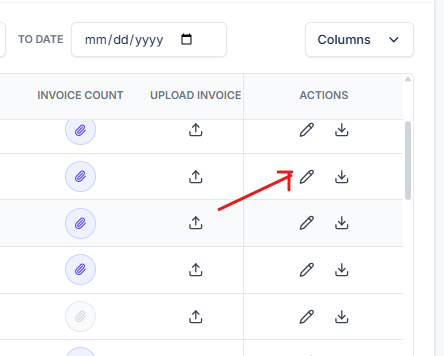 TO DATE
mm/dd/yyyy
Columns
INVOICE COUNT
UPLOAD INVOICE
ACTIONS